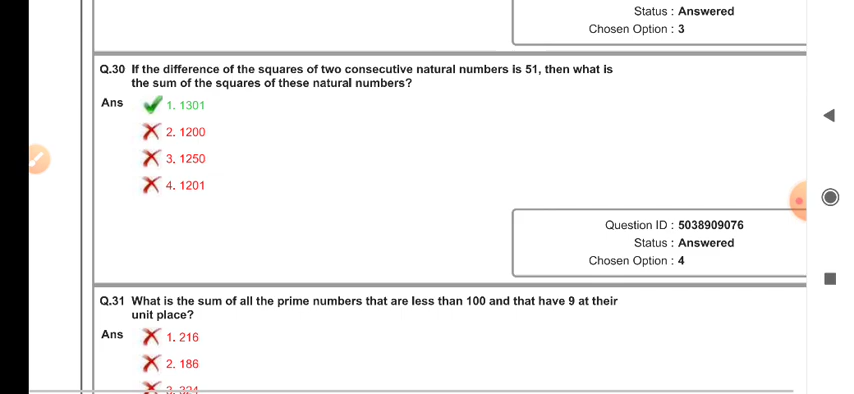 Status : Answered
Chosen Option : 3
Q.30 If the difference of the squares of two consecutive natural numbers is 51, then what is
the sum of the squares of these natural numbers?
Ans 1. 1301
2. 1200
3. 1250
4. 1201
Question ID : 5038909076
Status : Answered
Chosen Option : 4
Q.31 What is the sum of all the prime numbers that are less than 100 and that have 9 at their
unit place?
Ans 1. 216
2. 186
3. 324